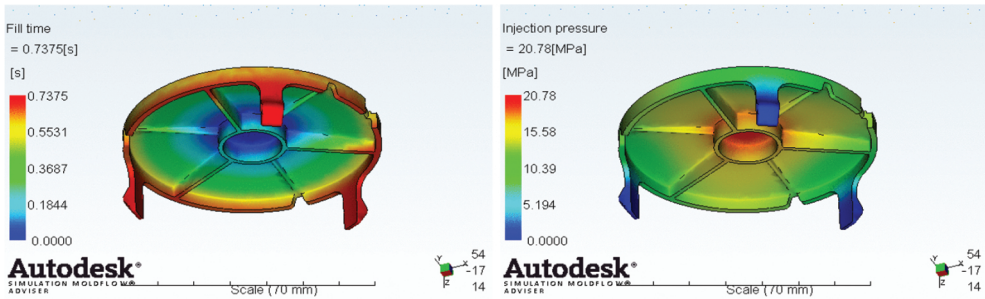 Fill time
= 0.7375[s]
[s]
0.7375
0.5531
0.3687
0.1844
0.0000
Autodesk®
SIMULATION MOLDFLOW®
ADVISER
Scale (70 mm)
Y
X
Z
54
-17
14
Injection pressure
= 20.78[MPa]
[MPa]
20.78
15.58
10.39
5.194
0.0000
Autodesk®
SIMULATION MOLDFLOW®
ADVISER
Scale (70 mm)
Y
X
Z
54
-17
14